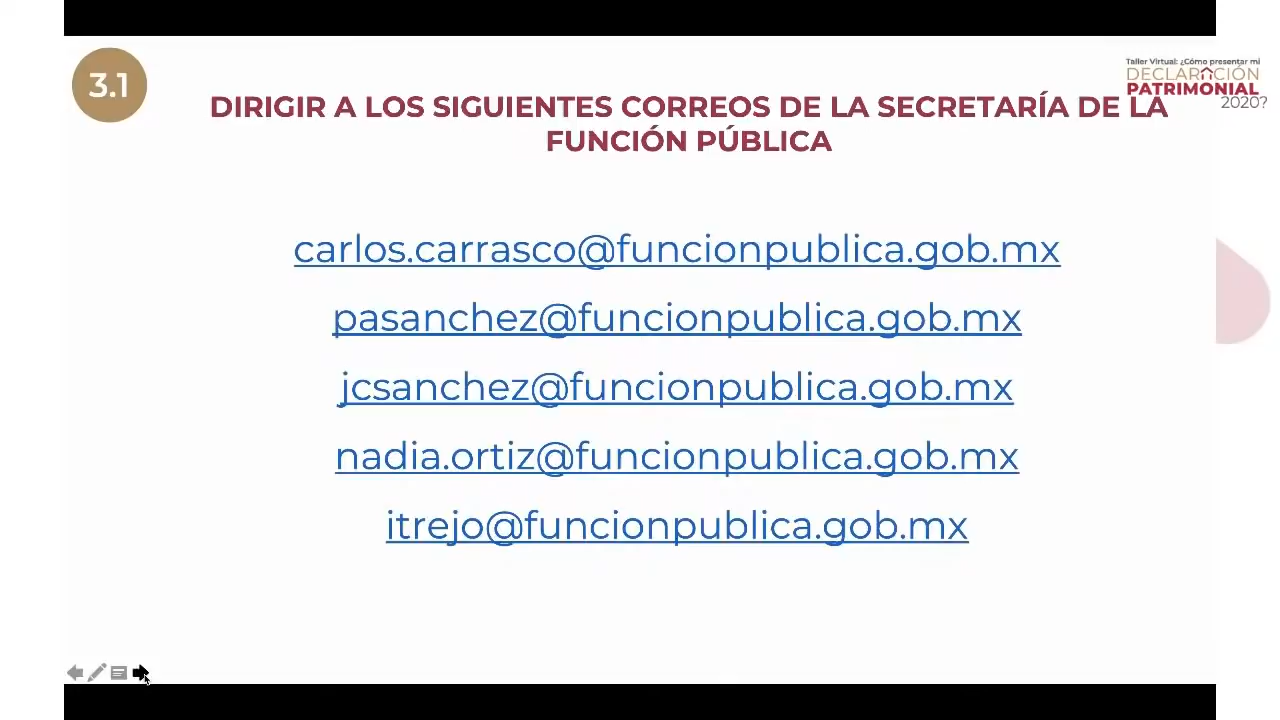 3.1
Taller Virtual: ¿Cómo presentar mi
DECLARACIÓN
PATRIMONIAL
2020?
DIRIGIR A LOS SIGUIENTES CORREOS DE LA SECRETARÍA DE LA
FUNCIÓN PÚBLICA
carlos.carrasco@funcionpublica.gob.mx
pasanchez@funcionpublica.gob.mx
jcsanchez@funcionpublica.gob.mx
nadia.ortiz@funcionpublica.gob.mx
itrejo@funcionpublica.gob.mx